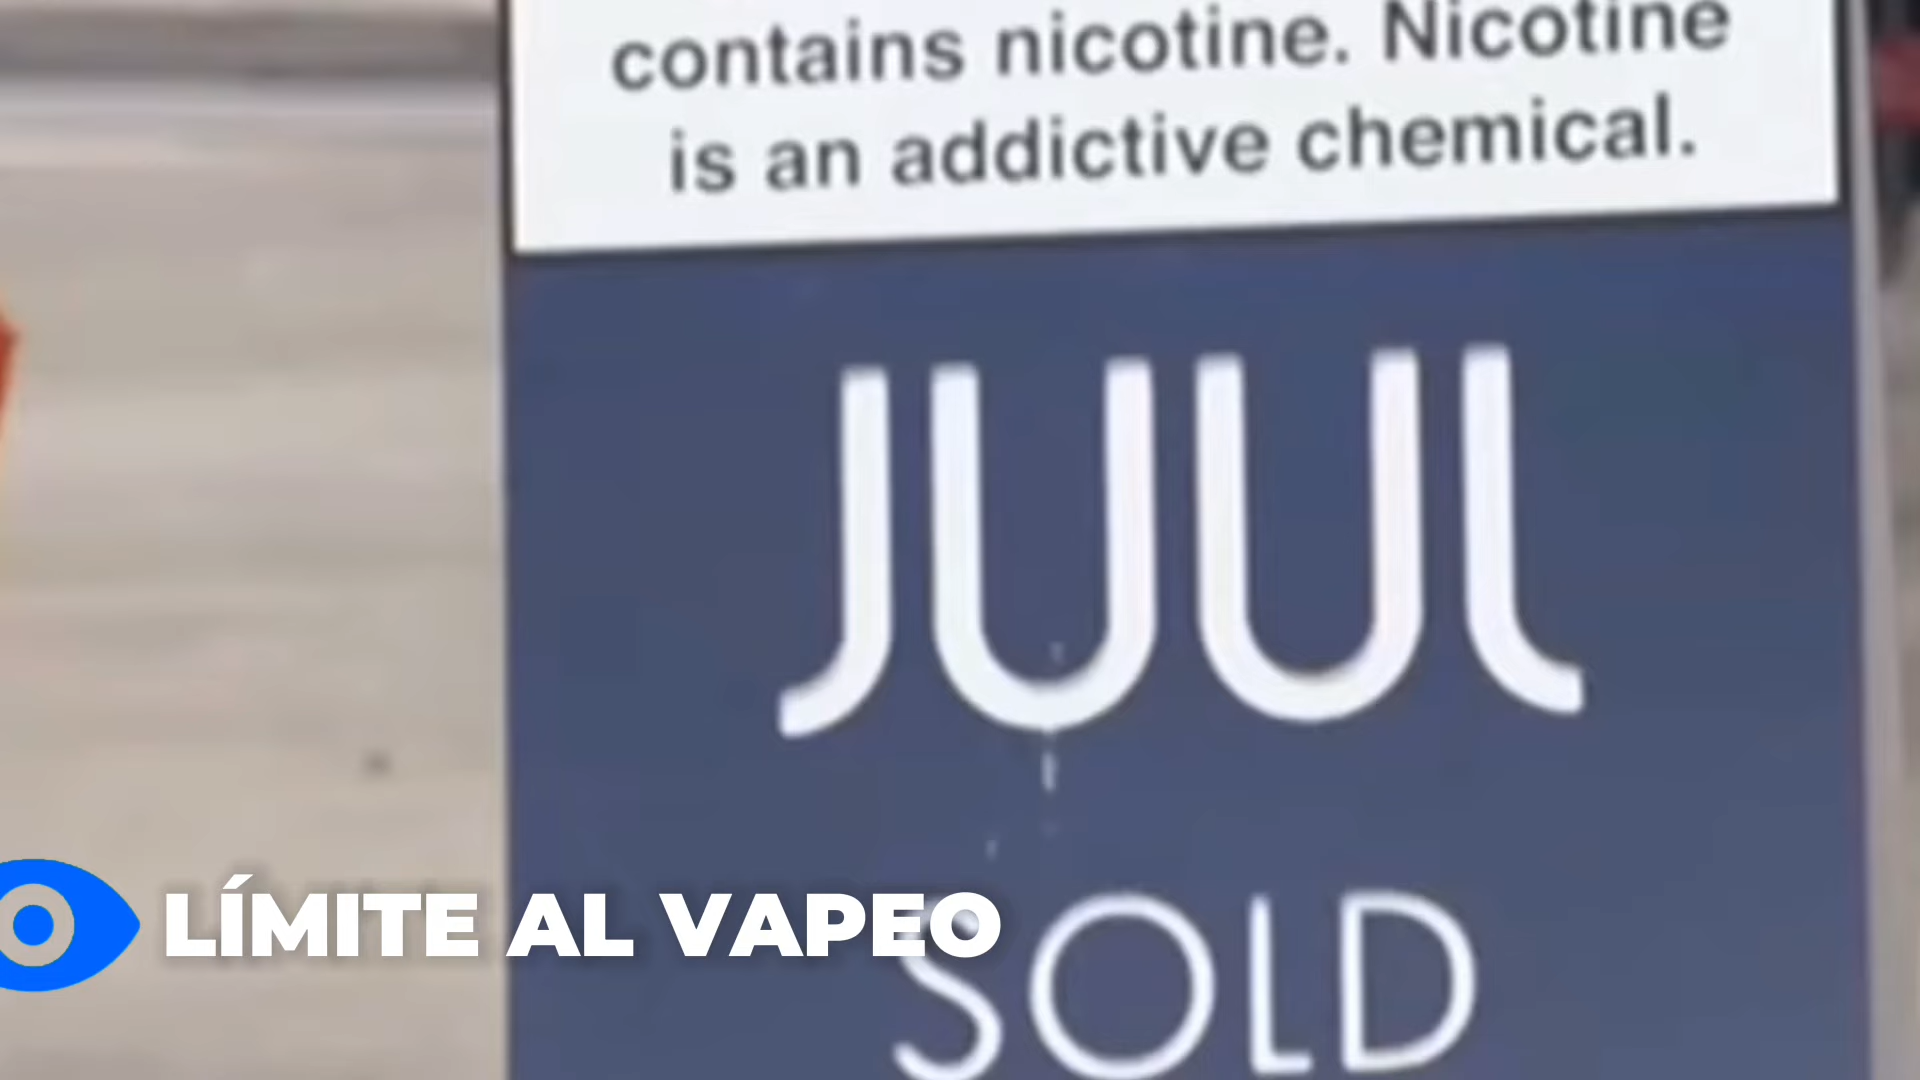 contains nicotine. Nicotine
is an addictive chemical.
JUUL
LÍMITE AL VAPEO
SOLD